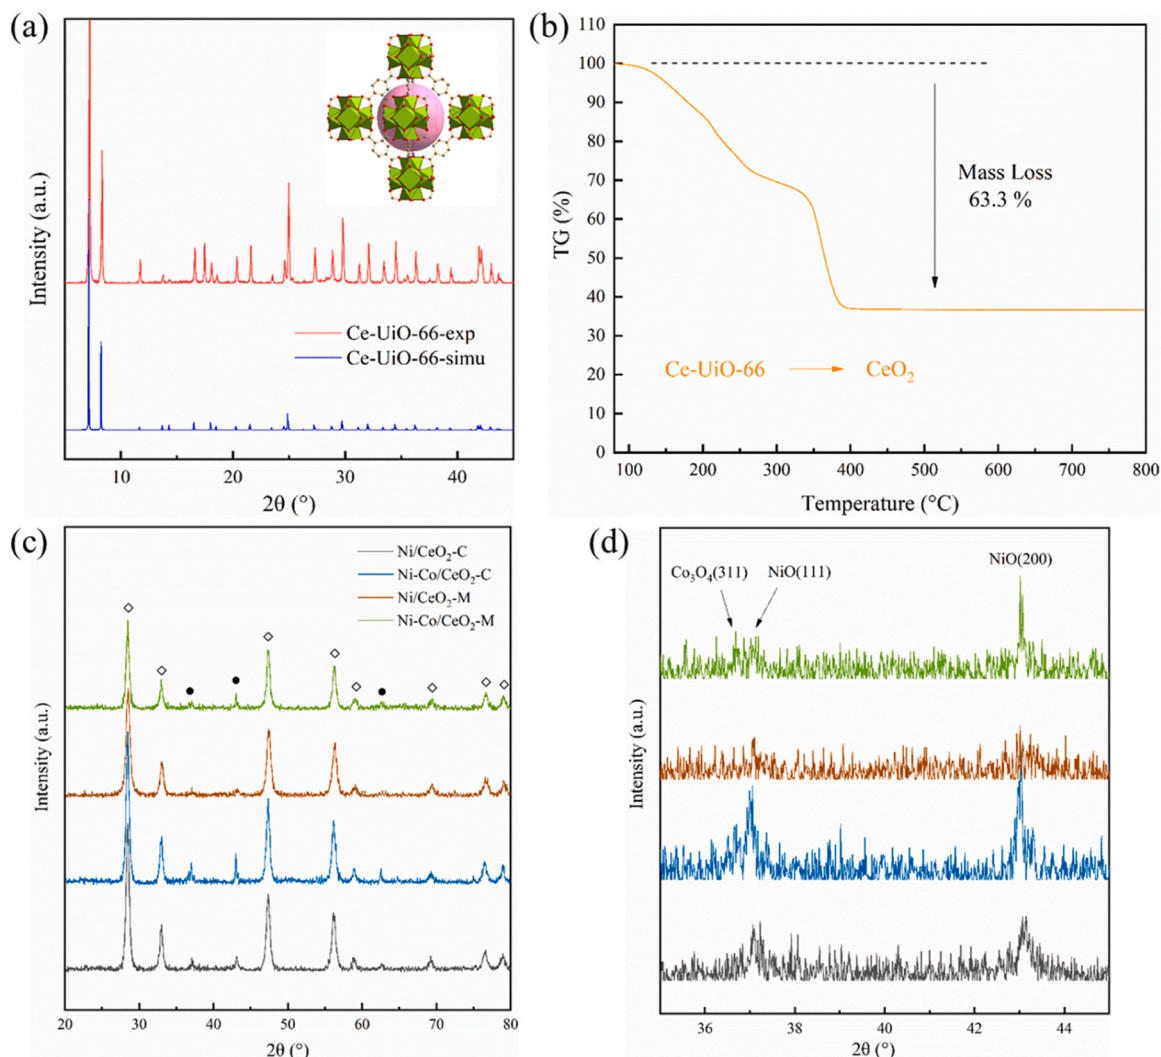 (a)
Intensity (a.u.)
Ce-UiO-66-exp
Ce-UiO-66-simu
10 20 30 40
2θ (°)
(b)
TG (%)
110
100
90
80
70
60
50
40
30
20
10
0
Mass Loss
63.3 %
Ce-UiO-66 → CeO₂
100 200 300 400 500 600 700 800
Temperature (°C)
(c)
Intensity (a.u.)
Ni/CeO₂-C
Ni-Co/CeO₂-C
Ni/CeO₂-M
Ni-Co/CeO₂-M
20 30 40 50 60 70 80
2θ (°)
(d)
Intensity (a.u.)
Co₃O₄(311)
NiO(111)
NiO(200)
36 38 40 42 44
2θ (°)